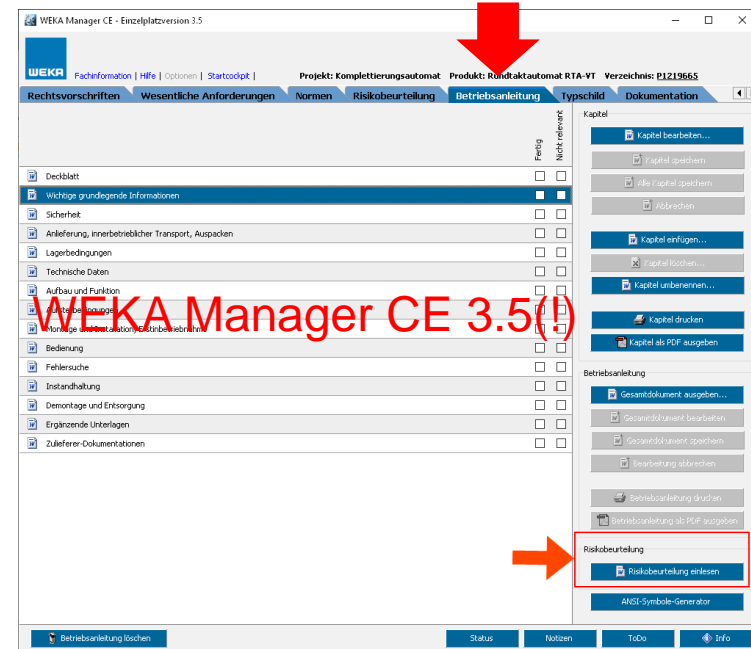 WEKA Manager CE - Einzelplatzversion 3.5
WEKA
Fachinformation | Hilfe | Optionen | Startcockpit |
Projekt: Komplettierungsautomat Produkt: Rundtaktautomat RTA-VT Verzeichnis: P1219665
Rechtsvorschriften Wesentliche Anforderungen Normen Risikobeurteilung Betriebsanleitung Typschild Dokumentation
Fertig
Nicht relevant
Deckblatt
Wichtige grundlegende Informationen
Sicherheit
Anlieferung, innerbetrieblicher Transport, Auspacken
Lagerbedingungen
Technische Daten
Aufbau und Funktion
Aufstellbedingungen
Montage und Installation, Erstinbetriebnahme
Bedienung
Fehlersuche
Instandhaltung
Demontage und Entsorgung
Ergänzende Unterlagen
Zulieferer-Dokumentationen
WEKA Manager CE 3.5(!)
Kapitel
Kapitel bearbeiten...
Kapitel speichern
Alle Kapitel speichern
Abbrechen
Kapitel einfügen...
Kapitel löschen...
Kapitel umbenennen...
Kapitel drucken
Kapitel als PDF ausgeben
Betriebsanleitung
Gesamtdokument ausgeben...
Gesamtdokument bearbeiten
Gesamtdokument speichern
Bearbeitung abbrechen
Betriebsanleitung drucken
Betriebsanleitung als PDF ausgeben
Risikobeurteilung
Risikobeurteilung einlesen
ANSI-Symbole-Generator
Betriebsanleitung löschen
Status
Notizen
ToDo
Info